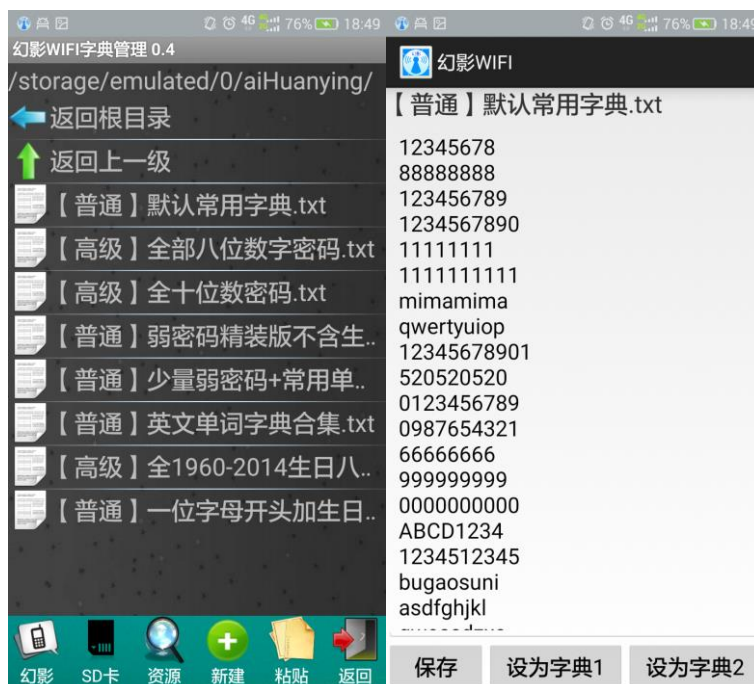 4G 76% 18:49
幻影WIFI字典管理 0.4
/storage/emulated/0/aiHuanying/
返回根目录
返回上一级
【普通】默认常用字典.txt
【高级】全部八位数字密码.txt
【高级】全十位数密码.txt
【普通】弱密码精装版不含生..
【普通】少量弱密码+常用单..
【普通】英文单词字典合集.txt
【高级】全1960-2014生日八..
【普通】一位字母开头加生日..
幻影 SD卡 资源 新建 粘贴 返回
4G 76% 18:49
幻影WIFI
【普通】默认常用字典.txt
12345678
88888888
123456789
1234567890
11111111
1111111111
mimamima
qwertyuiop
12345678901
520520520
0123456789
0987654321
66666666
999999999
0000000000
ABCD1234
1234512345
bugaosuni
asdfghjkl
保存 设为字典1 设为字典2